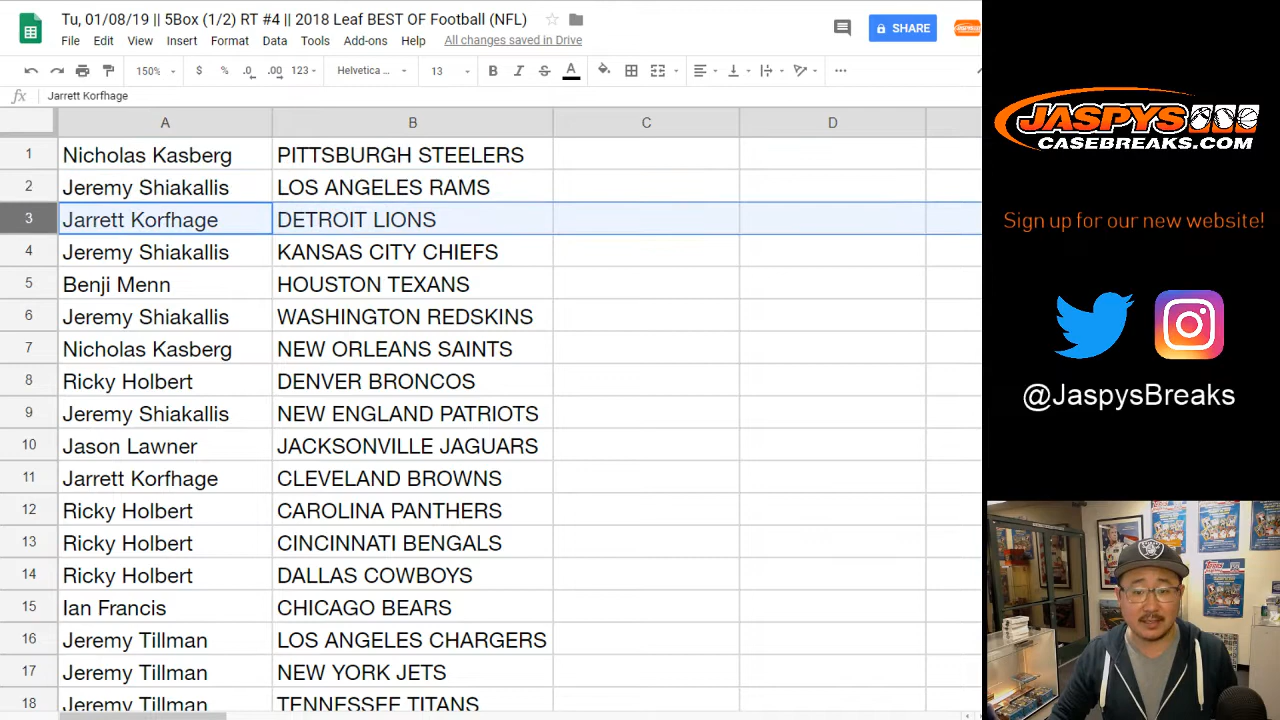 Tu, 01/08/19 || 5Box (1/2) RT #4 || 2018 Leaf BEST OF Football (NFL)
File Edit View Insert Format Data Tools Add-ons Help All changes saved in Drive
SHARE
150% $ % .0 .00 123 Helvetica ... 13 B I S A
fx Jarrett Korfhage
A B C D
1 Nicholas Kasberg PITTSBURGH STEELERS
2 Jeremy Shiakallis LOS ANGELES RAMS
3 Jarrett Korfhage DETROIT LIONS
4 Jeremy Shiakallis KANSAS CITY CHIEFS
5 Benji Menn HOUSTON TEXANS
6 Jeremy Shiakallis WASHINGTON REDSKINS
7 Nicholas Kasberg NEW ORLEANS SAINTS
8 Ricky Holbert DENVER BRONCOS
9 Jeremy Shiakallis NEW ENGLAND PATRIOTS
10 Jason Lawner JACKSONVILLE JAGUARS
11 Jarrett Korfhage CLEVELAND BROWNS
12 Ricky Holbert CAROLINA PANTHERS
13 Ricky Holbert CINCINNATI BENGALS
14 Ricky Holbert DALLAS COWBOYS
15 Ian Francis CHICAGO BEARS
16 Jeremy Tillman LOS ANGELES CHARGERS
17 Jeremy Tillman NEW YORK JETS
18 Jeremy Tillman TENNESSEE TITANS
JASPYS
CASEBREAKS.COM
Sign up for our new website!
@JaspysBreaks